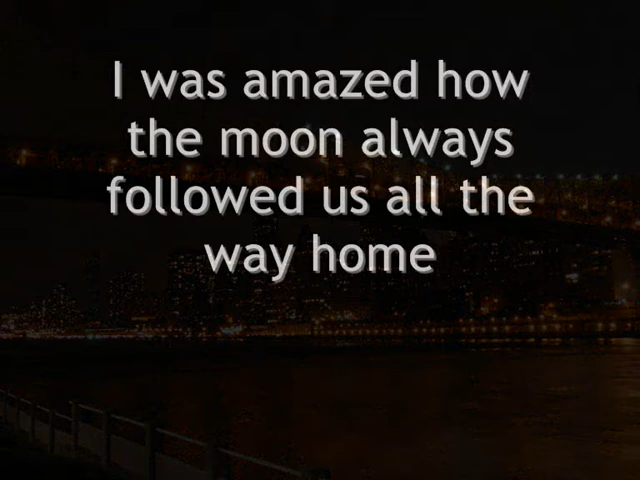 I was amazed how
the moon always
followed us all the
way home